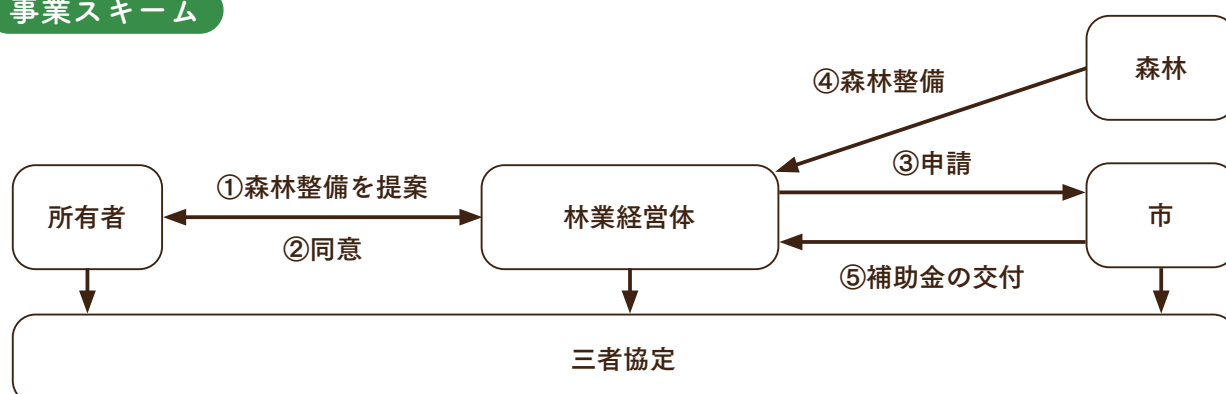 事業スキーム
森林
④森林整備
③申請
①森林整備を提案
所有者
林業経営体
市
②同意
⑤補助金の交付
三者協定